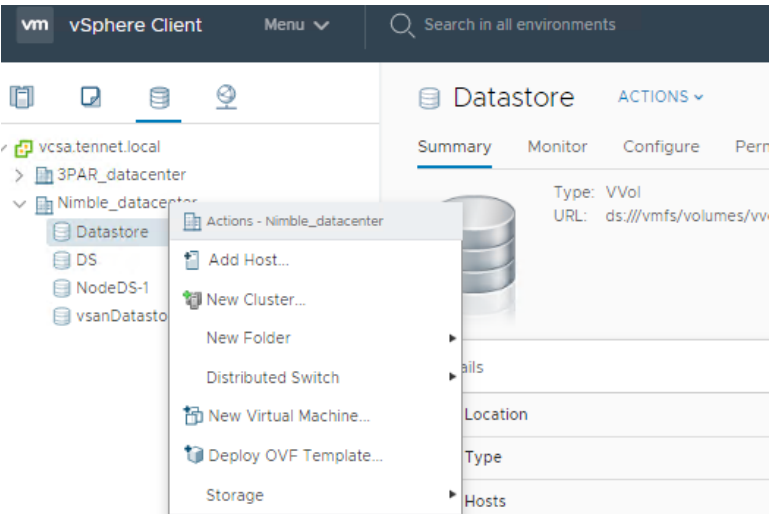 vm vSphere Client Menu Search in all environments
Datastore ACTIONS
Summary Monitor Configure
vcsa.tennet.local
3PAR_datacenter
Nimble_datacenter
Datastore
DS
NodeDS-1
Type: VVol
URL: ds:///vmfs/volumes/
Actions - Nimble_datacenter
Add Host...
New Cluster...
New Folder
Distributed Switch
New Virtual Machine...
Deploy OVF Template...
Storage
Location
Type
Hosts